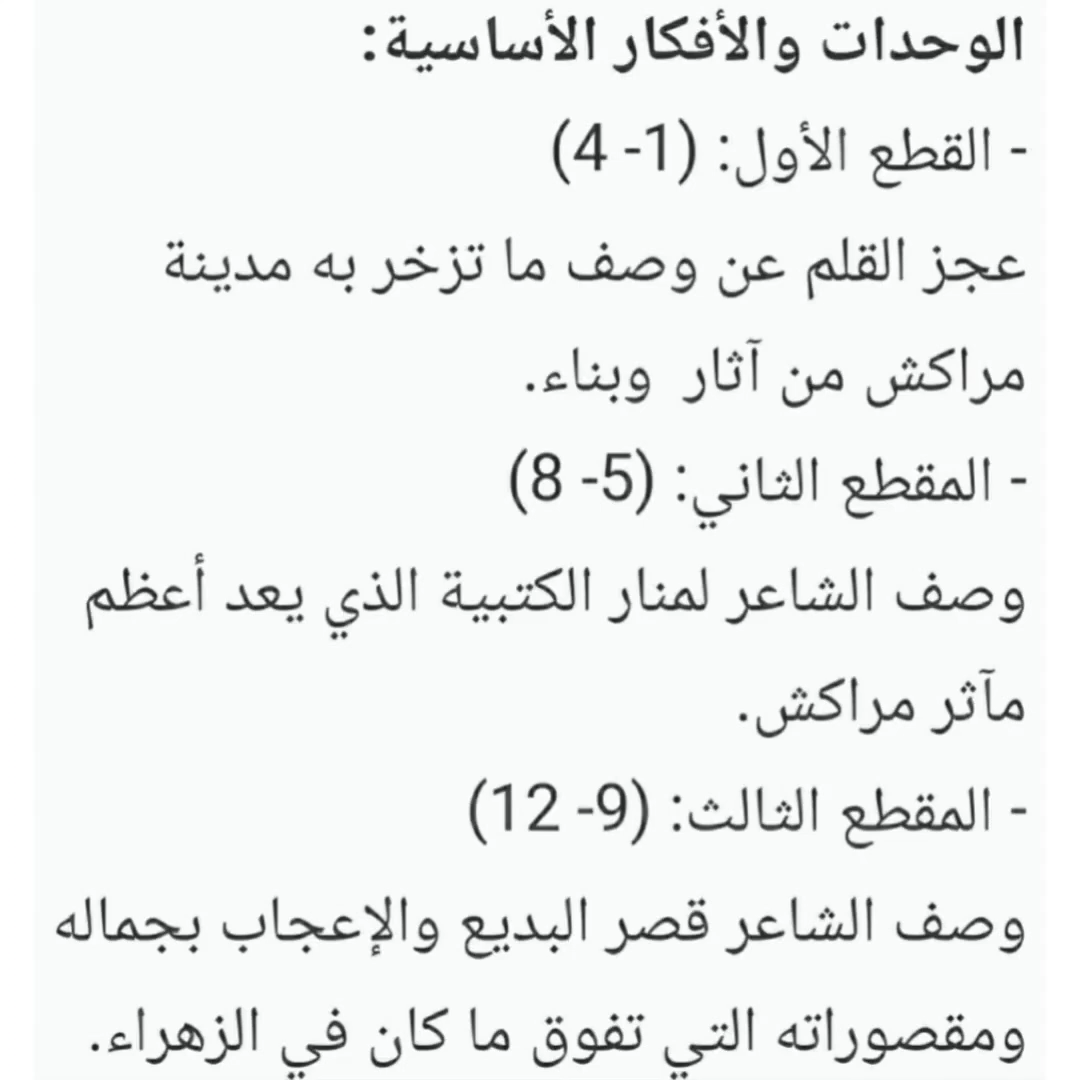 الوحدات والأفكار الأساسية:
- القطع الأول: (1- 4)
عجز القلم عن وصف ما تزخر به مدينة
مراكش من آثار وبناء.
- المقطع الثاني: (5- 8)
وصف الشاعر لمنار الكتبية الذي يعد أعظم
مآثر مراكش.
- المقطع الثالث: (9- 12)
وصف الشاعر قصر البديع والإعجاب بجماله
ومقصوراته التي تفوق ما كان في الزهراء.